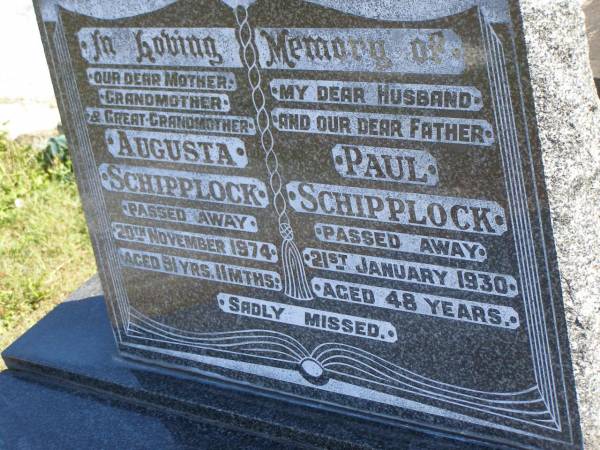 In Loving Memory of
OUR DEAR MOTHER
GRANDMOTHER
& GREAT-GRANDMOTHER
AUGUSTA
SCHIPPLOCK
PASSED AWAY
20TH NOVEMBER 1974
AGED 91 YRS. 11 MTHS.
MY DEAR HUSBAND
AND OUR DEAR FATHER
PAUL
SCHIPPLOCK
PASSED AWAY
21ST JANUARY 1930
AGED 48 YEARS.
SADLY MISSED.